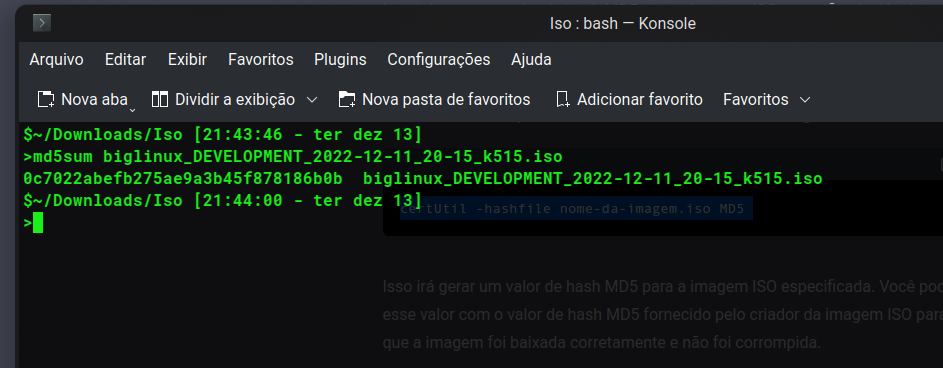 Iso : bash — Konsole
Arquivo Editar Exibir Favoritos Plugins Configurações Ajuda
Nova aba Dividir a exibição Nova pasta de favoritos Adicionar favorito Favoritos
$~/Downloads/Iso [21:43:46 - ter dez 13]
>md5sum biglinux_DEVELOPMENT_2022-12-11_20-15_k515.iso
0c7022abefb275ae9a3b45f878186b0b biglinux_DEVELOPMENT_2022-12-11_20-15_k515.iso
$~/Downloads/Iso [21:44:00 - ter dez 13]
>
certUtil -hashfile nome-da-imagem.iso MD5
Isso irá gerar um valor de hash MD5 para a imagem ISO especificada. Você pod
esse valor com o valor de hash MD5 fornecido pelo criador da imagem ISO para
que a imagem foi baixada corretamente e não foi corrompida.